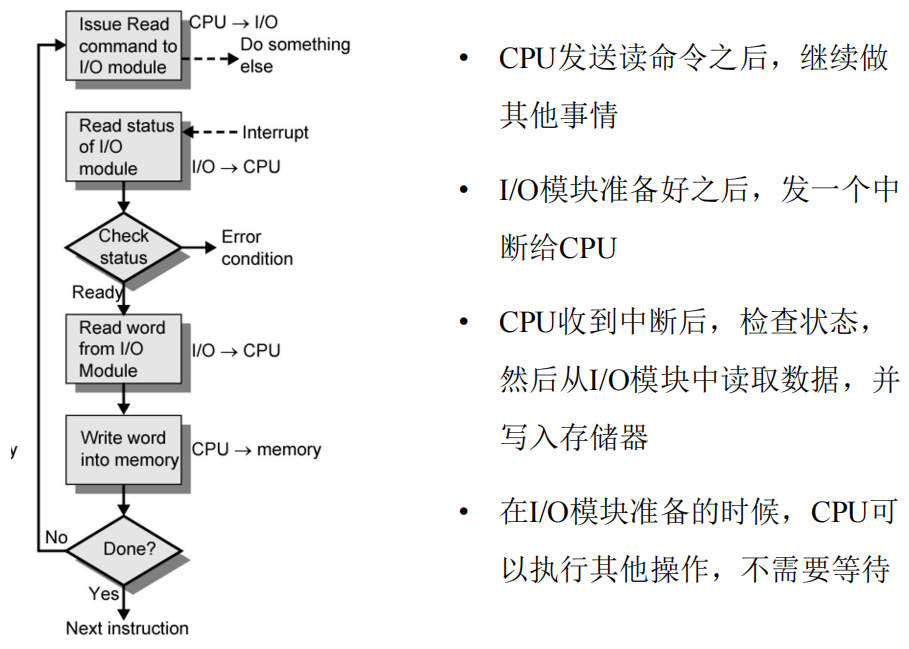 Issue Read
command to
I/O module
CPU → I/O
Do something
else
Read status
of I/O
module
Interrupt
I/O → CPU
Check
status
Error
condition
Ready
Read word
from I/O
Module
I/O → CPU
Write word
into memory
CPU → memory
y
No
Done?
Yes
Next instruction
• CPU发送读命令之后，继续做
其他事情
• I/O模块准备好之后，发一个中
断给CPU
• CPU收到中断后，检查状态，
然后从I/O模块中读取数据，并
写入存储器
• 在I/O模块准备的时候，CPU可
以执行其他操作，不需要等待